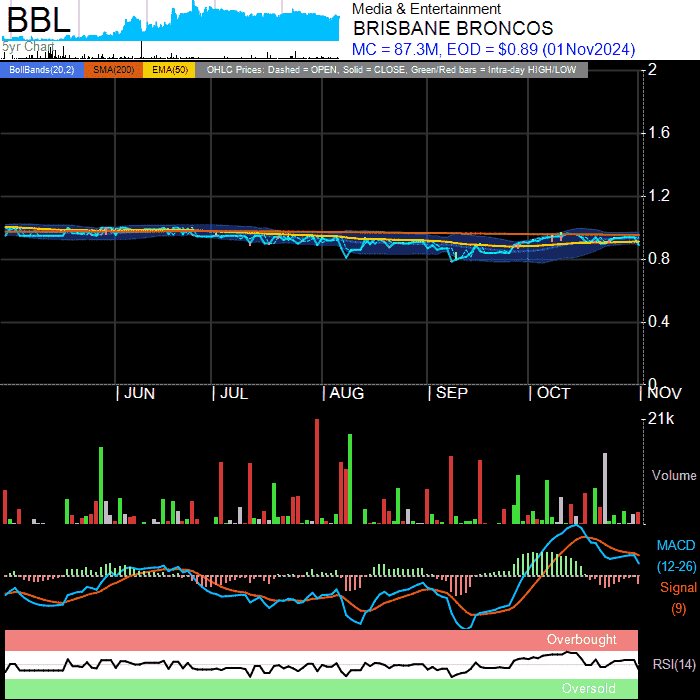 BBL
Media & Entertainment
BRISBANE BRONCOS
5yr Chart
MC = 87.3M, EOD = $0.89 (01Nov2024)
BollBands(20,2) SMA(200) EMA(50) OHLC Prices: Dashed = OPEN, Solid = CLOSE, Green/Red bars = Intra-day HIGH/LOW
2
1.6
1.2
0.8
0.4
0
| JUN | JUL | AUG | SEP | OCT | NOV
21k
Volume
MACD
(12-26)
Signal
(9)
Overbought
RSI(14)
Oversold